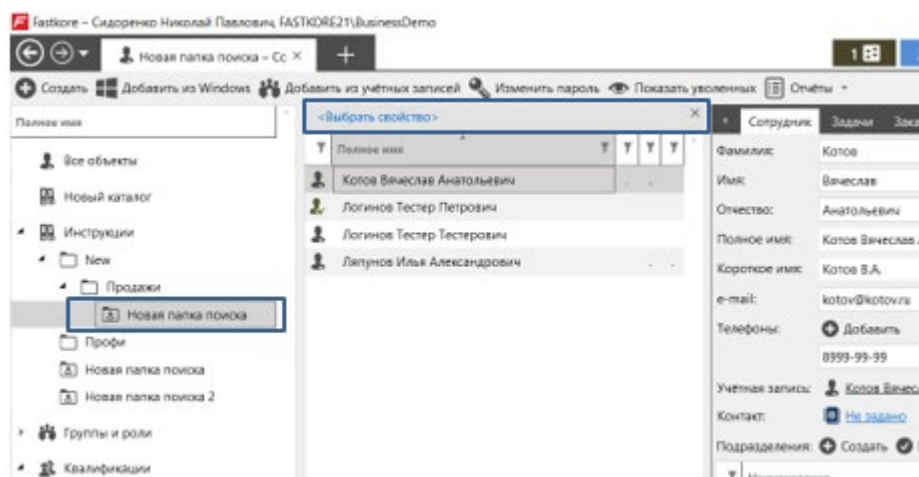 Fastkore – Сидоренко Николай Павлович, FASTKORE21\BusinessDemo
Новая папка поиска – Сс × 1
Создать Добавить из Windows Добавить из учётных записей Изменить пароль Показать уволенных Отчёты
Полное имя
Все объекты
Новый каталог
Инструкции
New
Продажи
Новая папка поиска
Профи
Новая папка поиска
Новая папка поиска 2
Группы и роли
Квалификации
<Выбрать свойство> ×
Полное имя
Котов Вячеслав Анатольевич
Логинов Тестер Петрович
Логинов Тестер Тестерович
Ляпунов Илья Александрович
Сотрудник Задачи Зака
Фамилия: Котов
Имя: Вячеслав
Отчество: Анатольевич
Полное имя: Котов Вячеслав
Короткое имя: Котов В.А.
e-mail: kotov@kotov.ru
Телефоны: Добавить
8999-99-99
Учётная запись: Котов Вячес
Контакт: Не задано
Подразделения: Создать